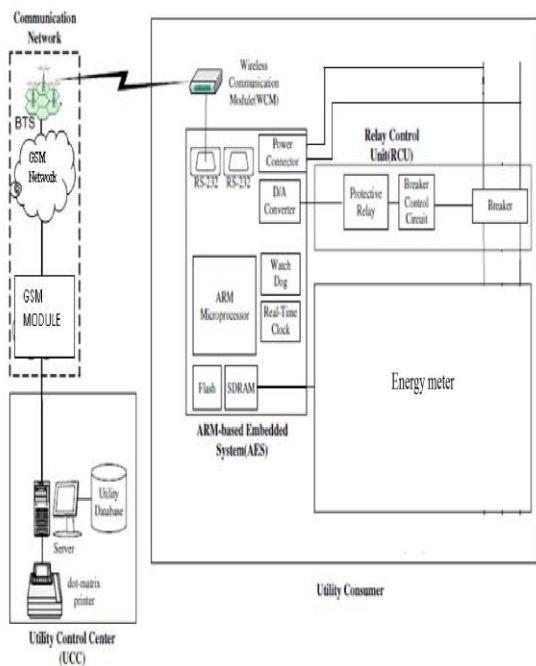 Communication
Network
BTS
GSM
Network
GSM
MODULE
Utility
Database
Server
dot-matrix
printer
Utility Control Center
(UCC)
Wireless
Communication
Module(WCM)
RS-232
RS-232
Power
Connector
D/A
Converter
Relay Control
Unit(RCU)
Protective
Relay
Breaker
Control
Circuit
Breaker
ARM
Microprocessor
Watch
Dog
Real-Time
Clock
Flash
SDRAM
ARM-based Embedded
System(AES)
Energy meter
Utility Consumer